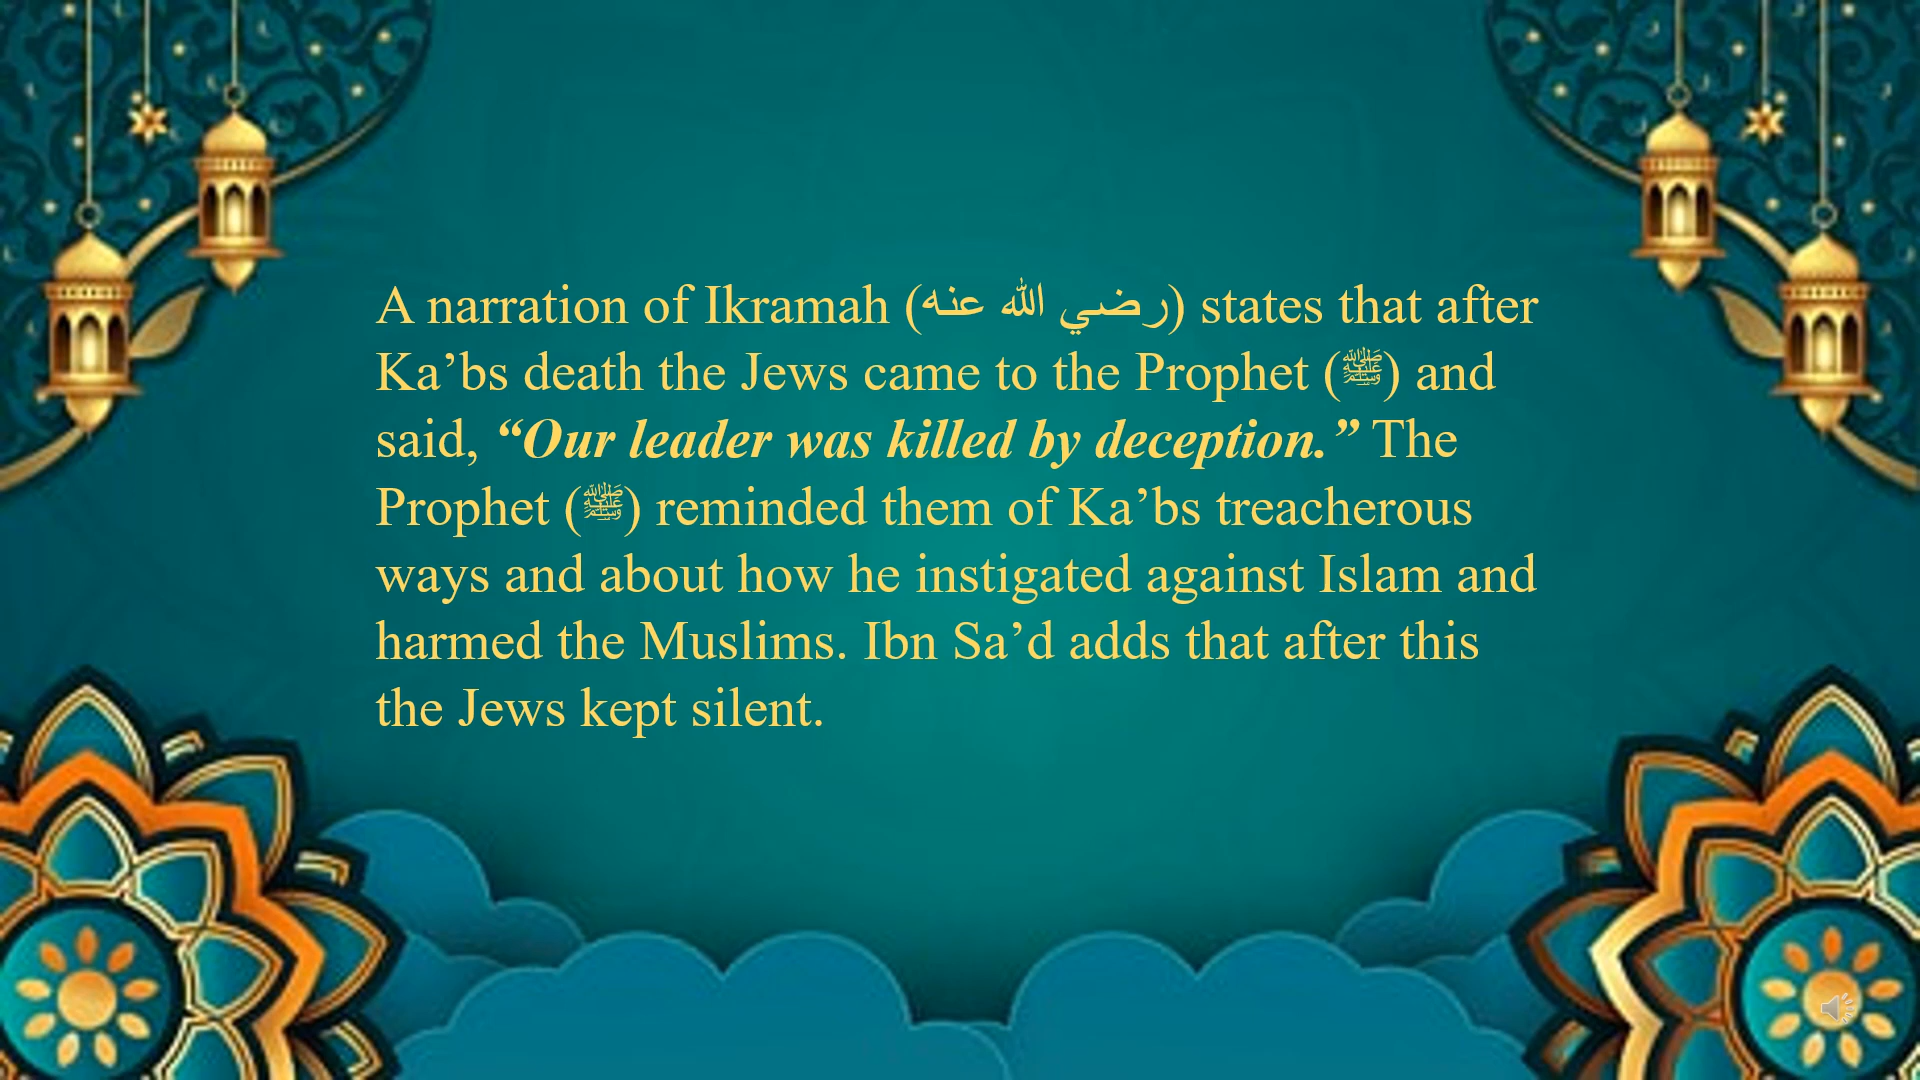 A narration of Ikramah (رضي الله عنه) states that after
Ka’bs death the Jews came to the Prophet (ﷺ) and
said, “Our leader was killed by deception.” The
Prophet (ﷺ) reminded them of Ka’bs treacherous
ways and about how he instigated against Islam and
harmed the Muslims. Ibn Sa’d adds that after this
the Jews kept silent.